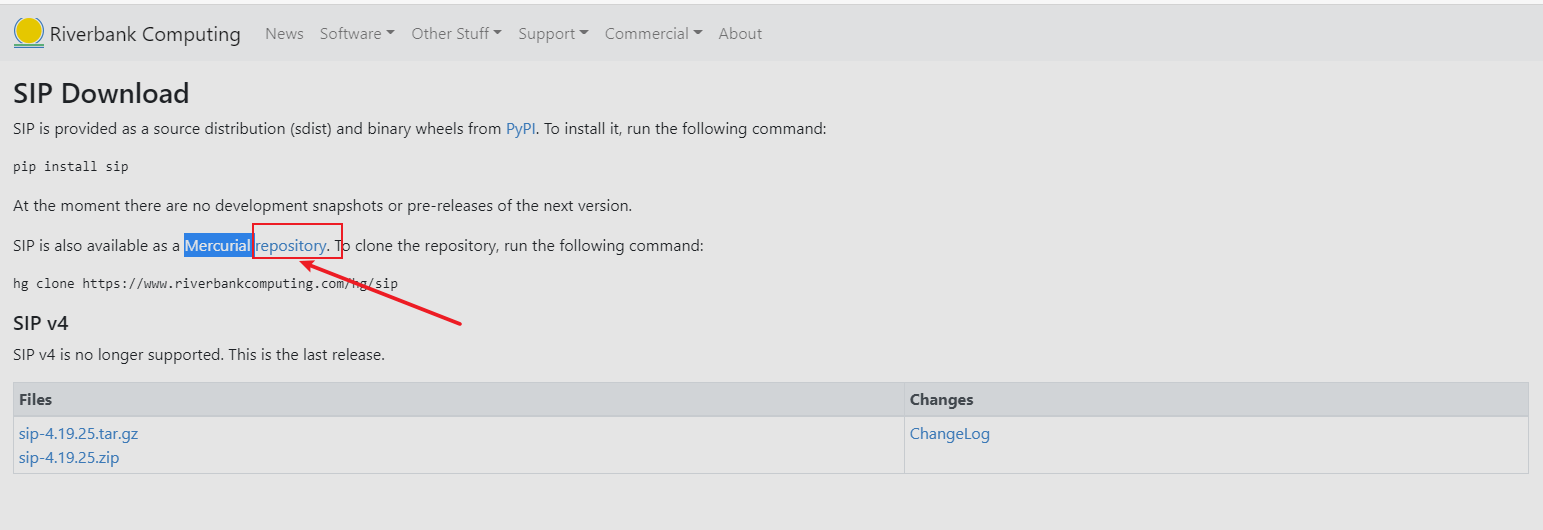 Riverbank Computing News Software Other Stuff Support Commercial About
SIP Download
SIP is provided as a source distribution (sdist) and binary wheels from PyPI. To install it, run the following command:
pip install sip
At the moment there are no development snapshots or pre-releases of the next version.
SIP is also available as a Mercurial repository. To clone the repository, run the following command:
hg clone https://www.riverbankcomputing.com/hg/sip
SIP v4
SIP v4 is no longer supported. This is the last release.
Files Changes
sip-4.19.25.tar.gz ChangeLog
sip-4.19.25.zip